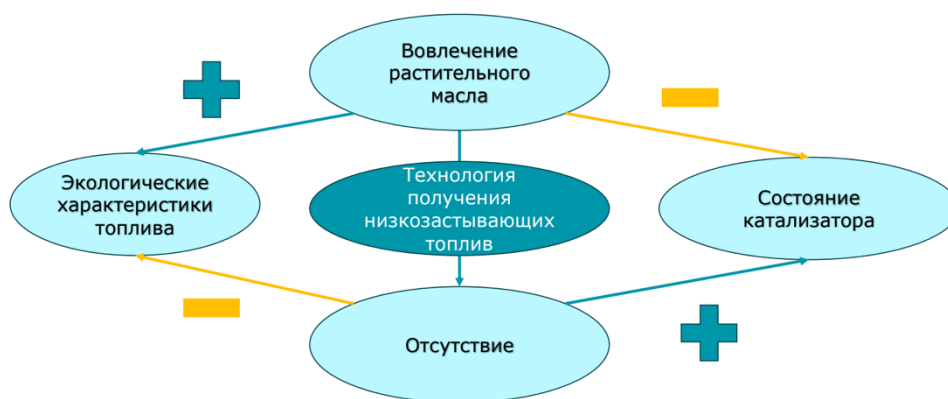 Вовлечение
растительного
масла
Экологические
характеристики
топлива
Технология
получения
низкозастывающих
топлив
Состояние
катализатора
Отсутствие